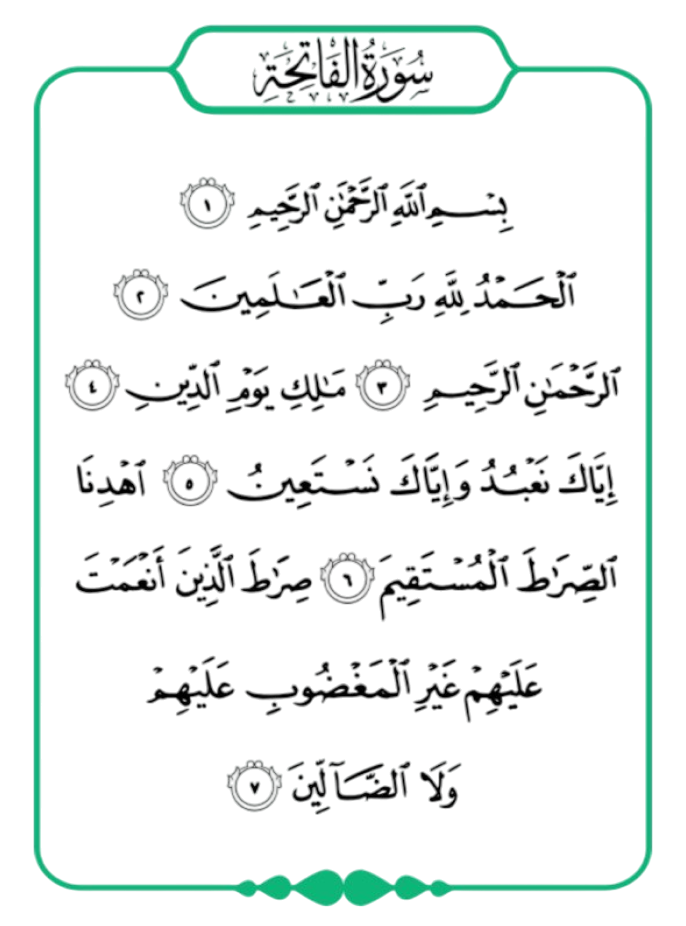 سُورَةُ الْفَاتِحَةِ
بِسْمِ ٱللَّهِ ٱلرَّحْمَٰنِ ٱلرَّحِيمِ ١
ٱلْحَمْدُ لِلَّهِ رَبِّ ٱلْعَٰلَمِينَ ٢
ٱلرَّحْمَٰنِ ٱلرَّحِيمِ ٣ مَٰلِكِ يَوْمِ ٱلدِّينِ ٤
إِيَّاكَ نَعْبُدُ وَإِيَّاكَ نَسْتَعِينُ ٥ ٱهْدِنَا
ٱلصِّرَٰطَ ٱلْمُسْتَقِيمَ ٦ صِرَٰطَ ٱلَّذِينَ أَنْعَمْتَ
عَلَيْهِمْ غَيْرِ ٱلْمَغْضُوبِ عَلَيْهِمْ
وَلَا ٱلضَّآلِّينَ ٧